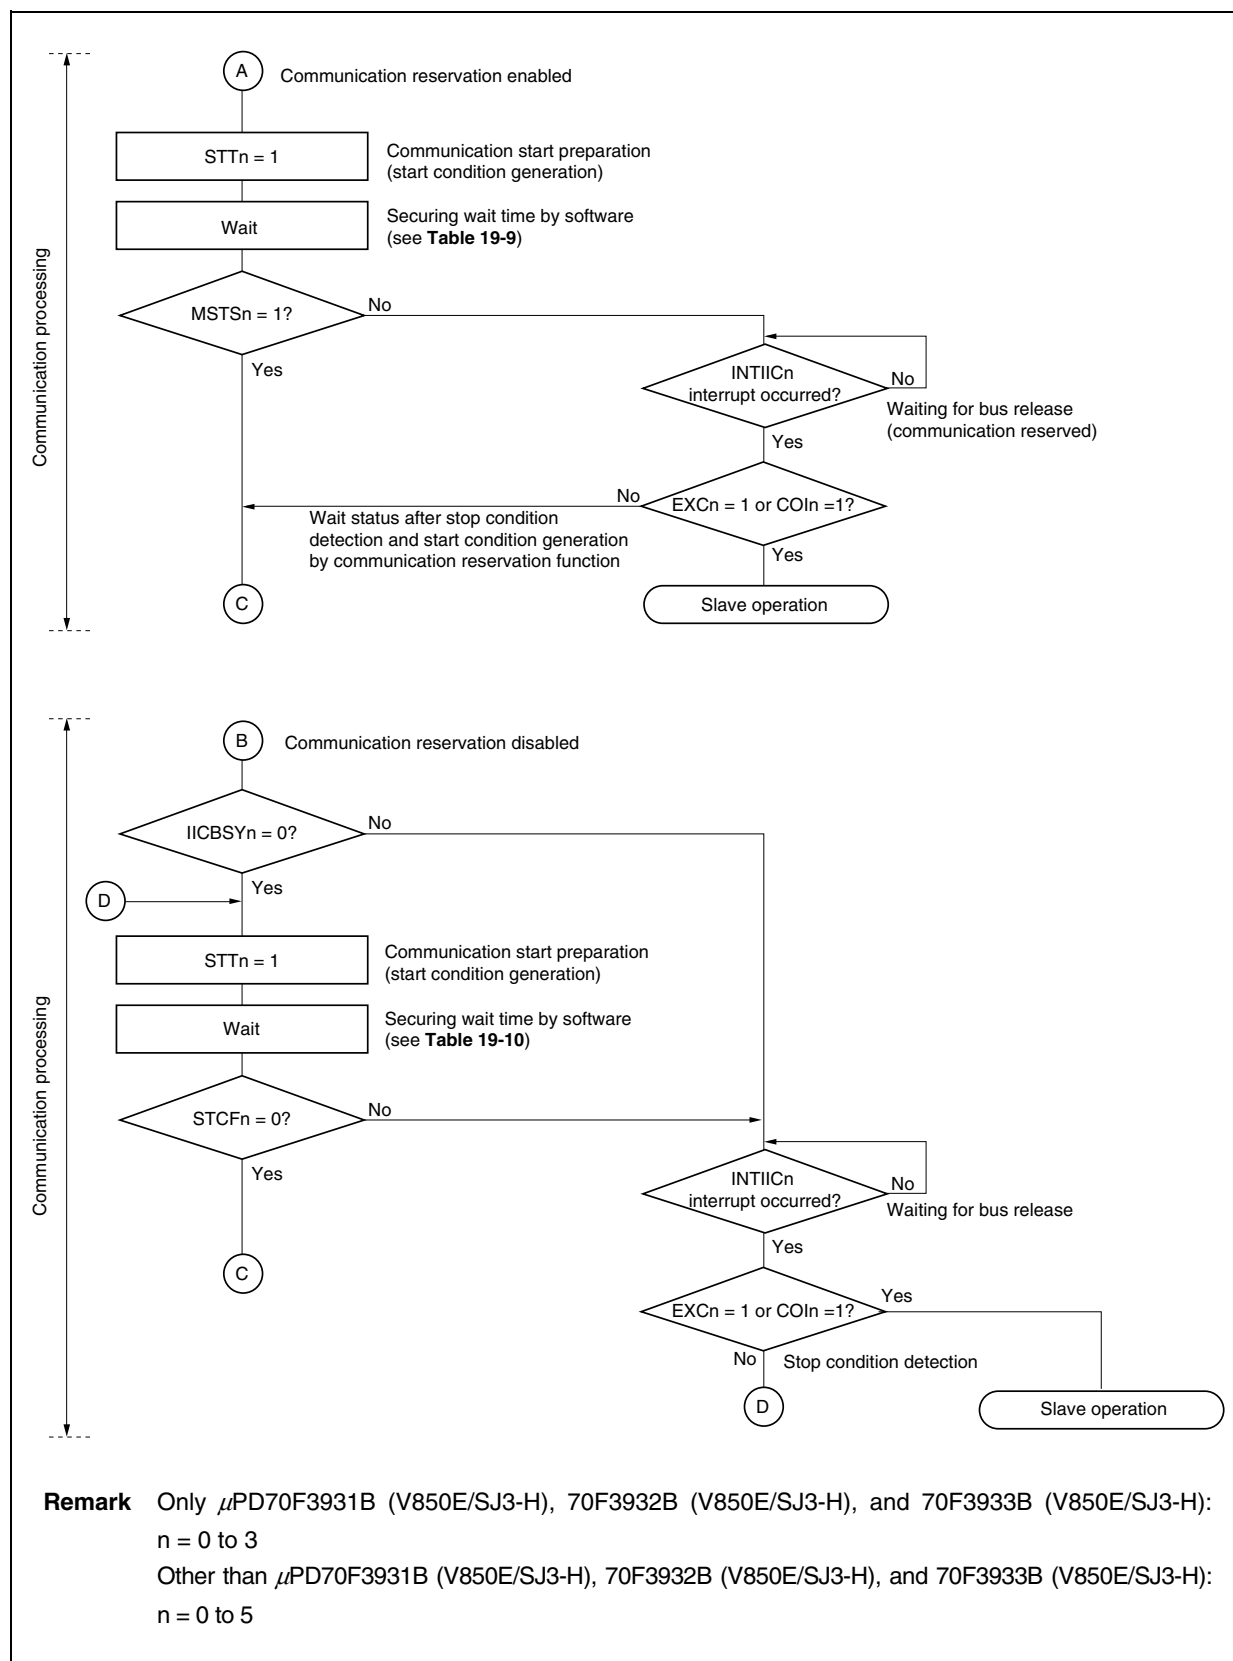 A
Communication reservation enabled
STTn = 1
Communication start preparation
(start condition generation)
Wait
Securing wait time by software
(see Table 19-9)
MSTSn = 1?
No
Yes
INTIICn
interrupt occurred?
No
Waiting for bus release
(communication reserved)
Yes
EXCn = 1 or COIn =1?
No
Wait status after stop condition
detection and start condition generation
by communication reservation function
Yes
C
Slave operation
Communication processing
B
Communication reservation disabled
IICBSYn = 0?
No
Yes
D
STTn = 1
Communication start preparation
(start condition generation)
Wait
Securing wait time by software
(see Table 19-10)
STCFn = 0?
No
Yes
INTIICn
interrupt occurred?
No
Waiting for bus release
Yes
C
EXCn = 1 or COIn =1?
Yes
No
Stop condition detection
D
Slave operation
Communication processing
Remark Only μPD70F3931B (V850E/SJ3-H), 70F3932B (V850E/SJ3-H), and 70F3933B (V850E/SJ3-H):
n = 0 to 3
Other than μPD70F3931B (V850E/SJ3-H), 70F3932B (V850E/SJ3-H), and 70F3933B (V850E/SJ3-H):
n = 0 to 5